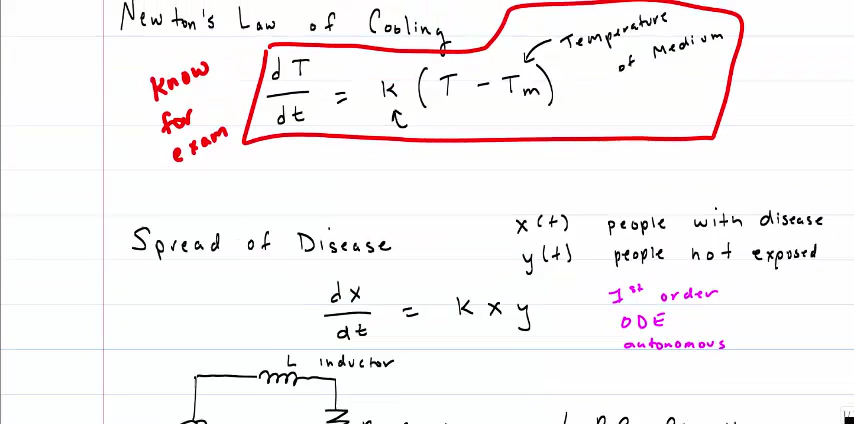 Newton's Law of Cooling
Temperature
of Medium
Know
for
exam
dT/dt = k (T - Tm)
x(t) people with disease
Spread of Disease
y(t) people not exposed
dx/dt = k x y
1st order
ODE
autonomous
L inductor